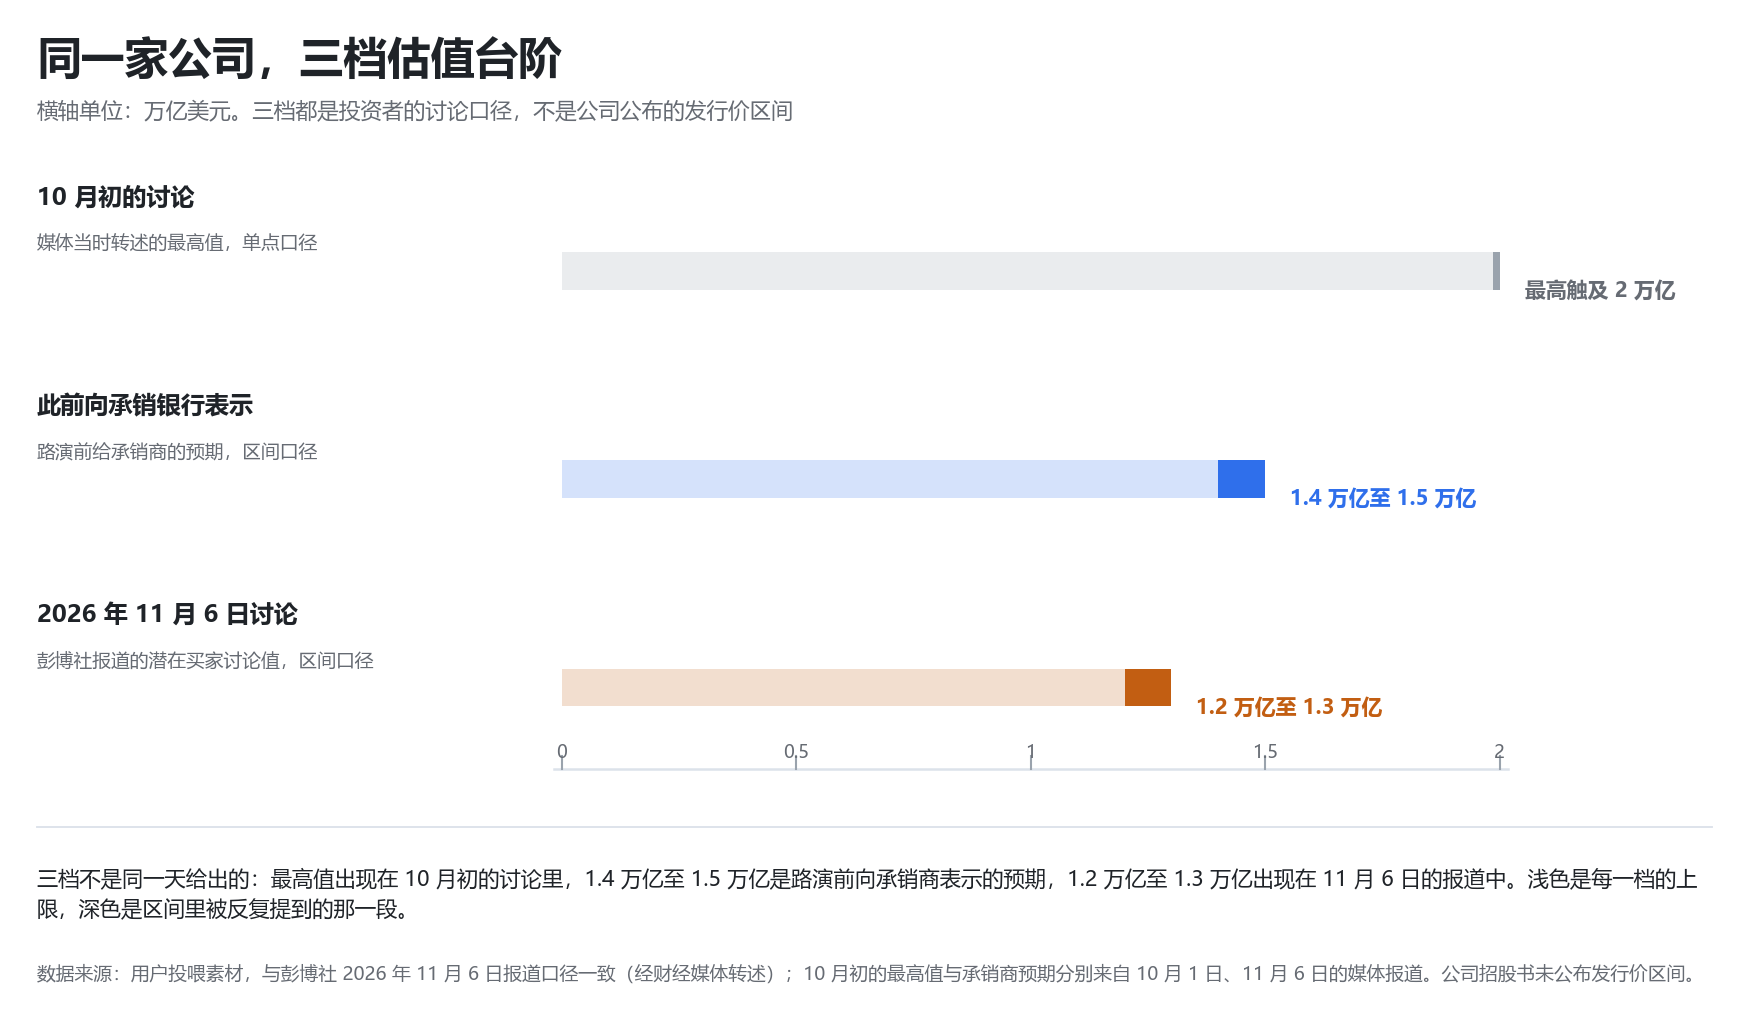 同一家公司，三档估值台阶
横轴单位：万亿美元。三档都是投资者的讨论口径，不是公司公布的发行价区间
10 月初的讨论
媒体当时转述的最高值，单点口径
最高触及 2 万亿
此前向承销银行表示
路演前给承销商的预期，区间口径
1.4 万亿至 1.5 万亿
2026 年 11 月 6 日讨论
彭博社报道的潜在买家讨论值，区间口径
1.2 万亿至 1.3 万亿
0 0.5 1 1.5 2
三档不是同一天给出的：最高值出现在 10 月初的讨论里，1.4 万亿至 1.5 万亿是路演前向承销商表示的预期，1.2 万亿至 1.3 万亿出现在 11 月 6 日的报道中。浅色是每一档的上
限，深色是区间里被反复提到的那一段。
数据来源：用户投喂素材，与彭博社 2026 年 11 月 6 日报道口径一致（经财经媒体转述）；10 月初的最高值与承销商预期分别来自 10 月 1 日、11 月 6 日的媒体报道。公司招股书未公布发行价区间。